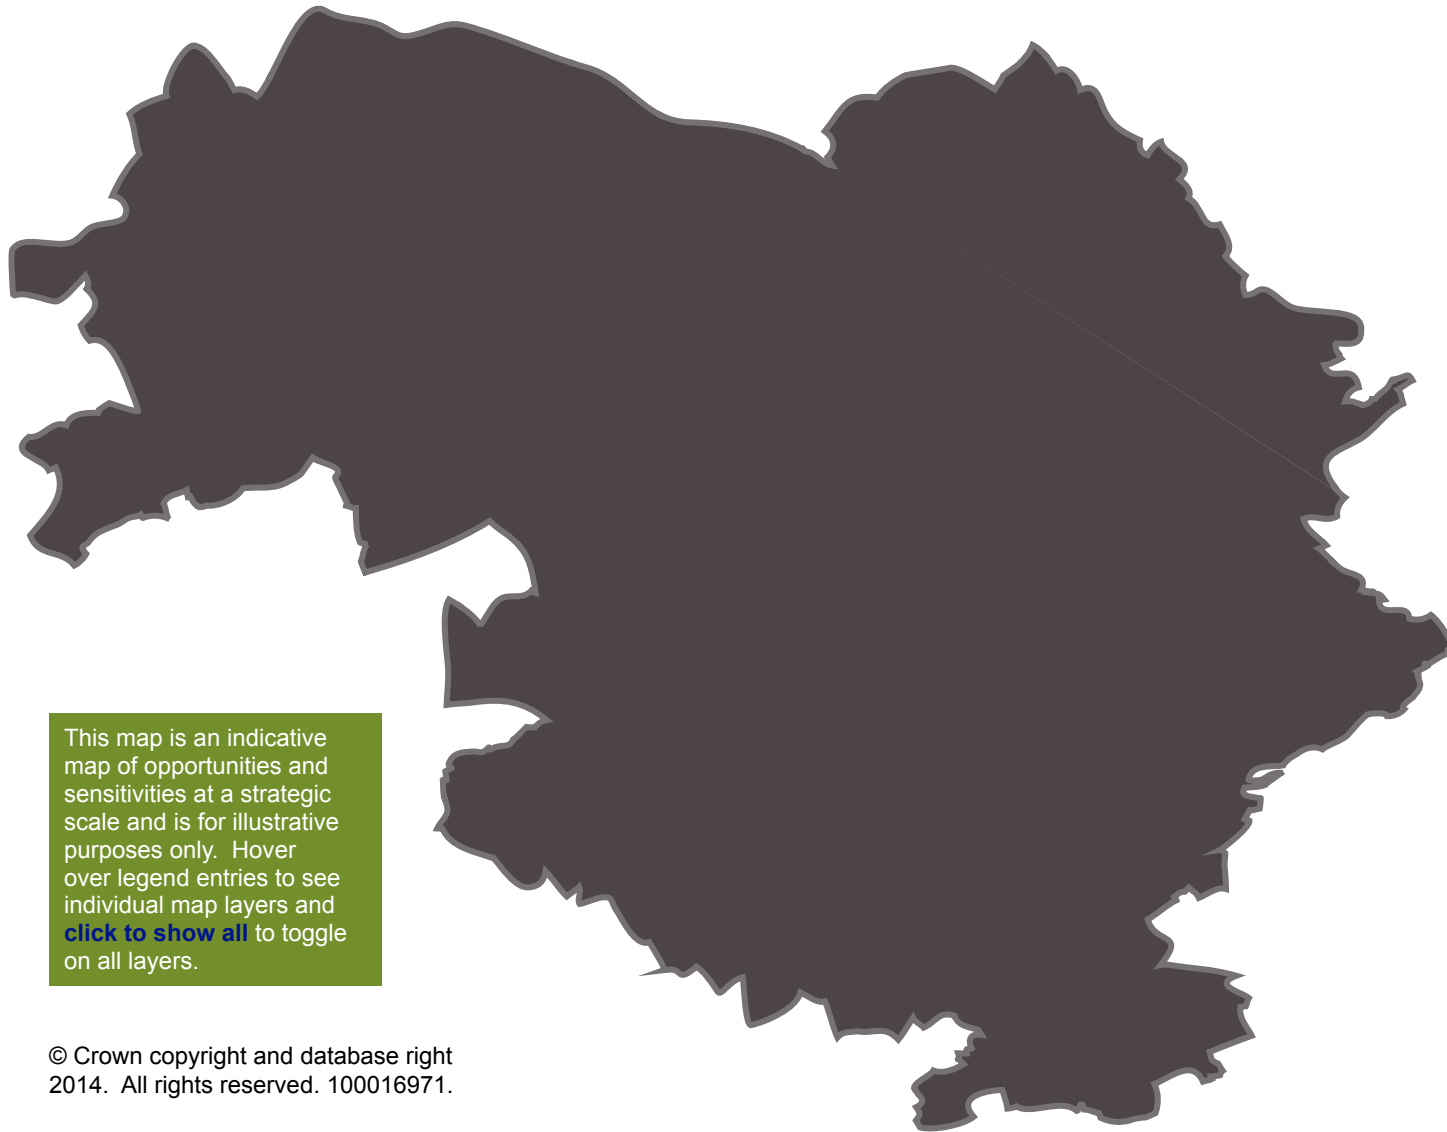 This map is an indicative
map of opportunities and
sensitivities at a strategic
scale and is for illustrative
purposes only.  Hover
over legend entries to see
individual map layers and
click to show all to toggle
on all layers.
© Crown copyright and database right
2014.  All rights reserved. 100016971.